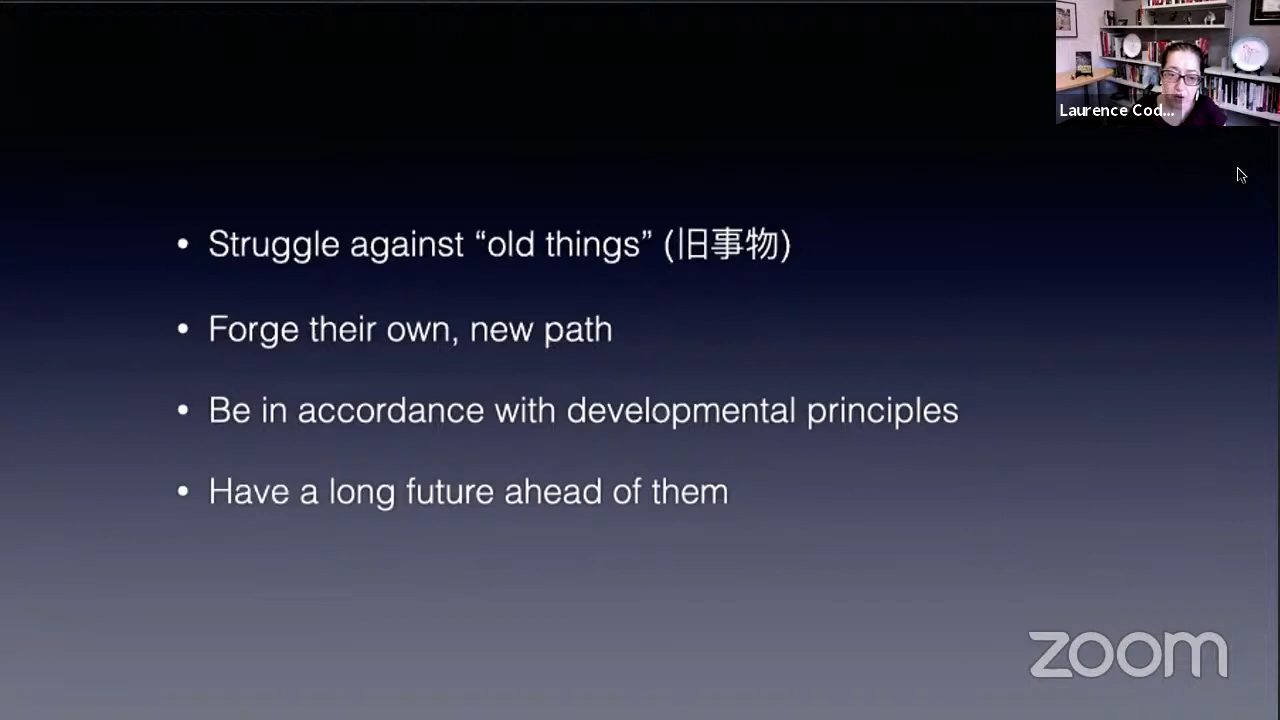 Laurence Cod...
• Struggle against “old things” (旧事物)
• Forge their own, new path
• Be in accordance with developmental principles
• Have a long future ahead of them
zoom